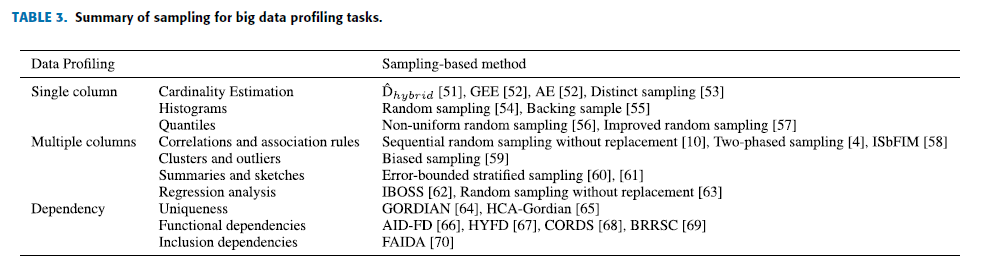 TABLE 3. Summary of sampling for big data profiling tasks.
Data Profiling Sampling-based method
Single column Cardinality Estimation D̂hybrid [51], GEE [52], AE [52], Distinct sampling [53]
Histograms Random sampling [54], Backing sample [55]
Quantiles Non-uniform random sampling [56], Improved random sampling [57]
Multiple columns Correlations and association rules Sequential random sampling without replacement [10], Two-phased sampling [4], ISbFIM [58]
Clusters and outliers Biased sampling [59]
Summaries and sketches Error-bounded stratified sampling [60], [61]
Regression analysis IBOSS [62], Random sampling without replacement [63]
Dependency Uniqueness GORDIAN [64], HCA-Gordian [65]
Functional dependencies AID-FD [66], HYFD [67], CORDS [68], BRRSC [69]
Inclusion dependencies FAIDA [70]